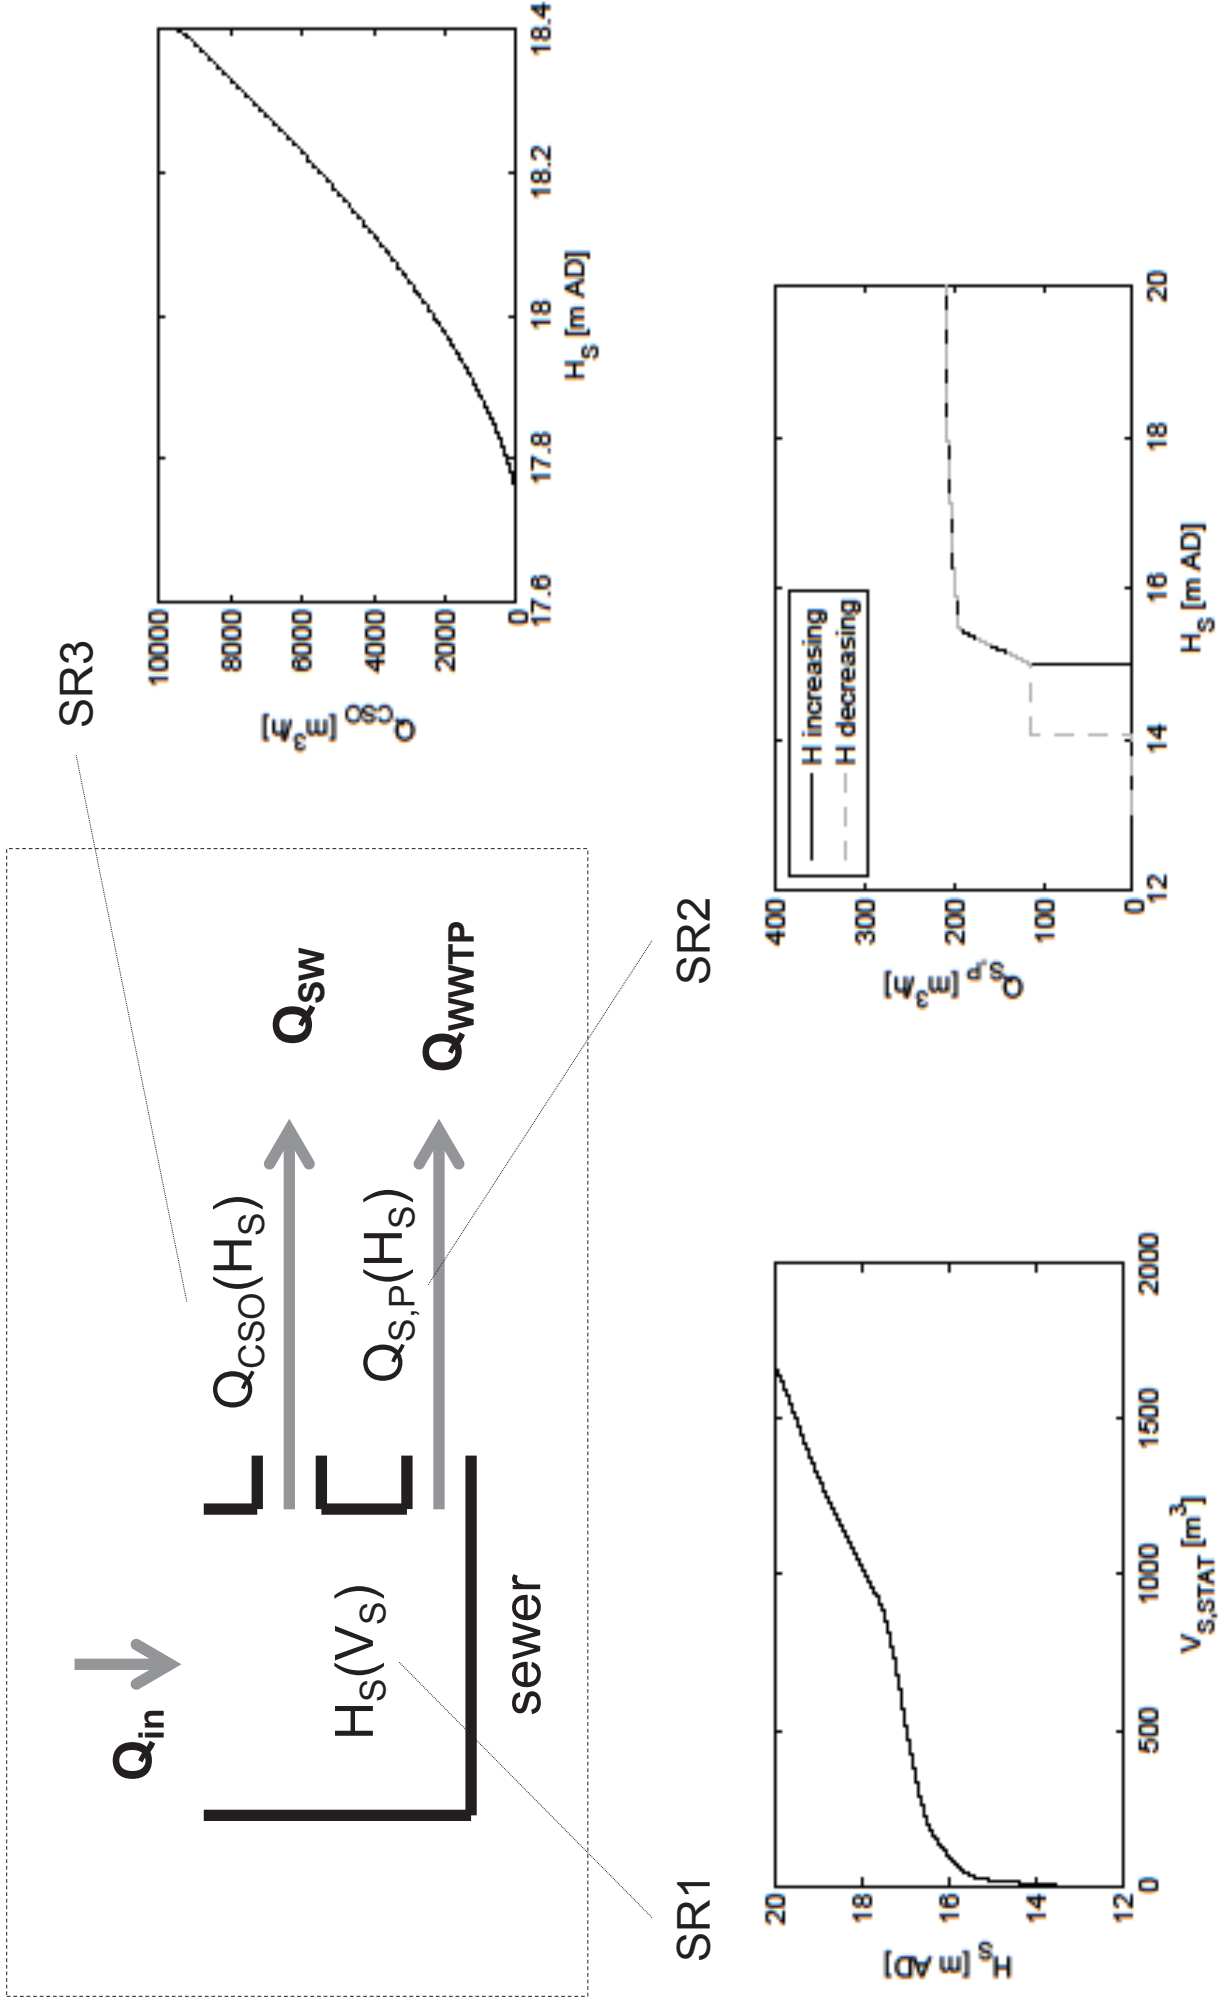 SR3
Q_in
Q_CSO(H_S)
Q_SW
H_S(V_S)
Q_S,P(H_S)
Q_WWTP
sewer
SR1
SR2
10000
8000
6000
4000
2000
0
Q_CSO [m³/h]
17.6
17.8
18
18.2
18.4
H_S [m AD]
20
18
16
14
12
H_S [m AD]
0
500
1000
1500
2000
V_S,STAT [m³]
400
300
200
100
0
Q_S,p [m³/h]
H increasing
H decreasing
12
14
16
18
20
H_S [m AD]